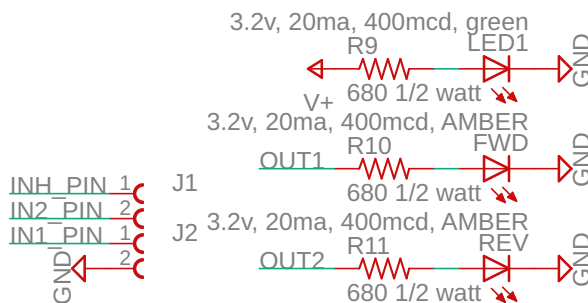 3.2v, 20ma, 400mcd, green
R9 LED1
GND
V+
680 1/2 watt
3.2v, 20ma, 400mcd, AMBER
R10 FWD
OUT1
GND
680 1/2 watt
INH_PIN 1 J1
IN2_PIN 2
IN1_PIN 1 J2
GND 2
3.2v, 20ma, 400mcd, AMBER
R11 REV
OUT2
GND
680 1/2 watt